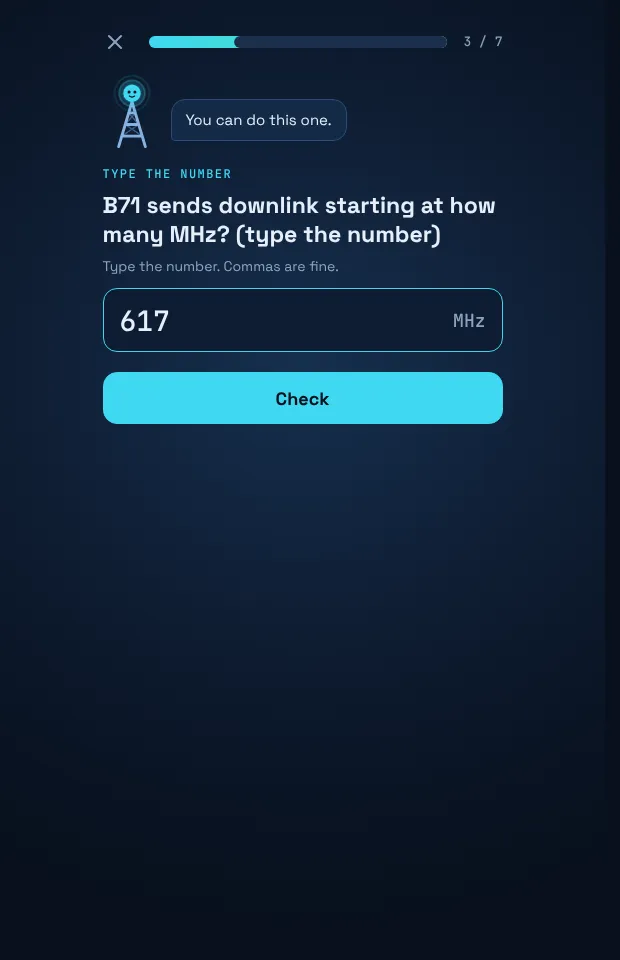 3 / 7
You can do this one.
TYPE THE NUMBER
B71 sends downlink starting at how
many MHz? (type the number)
Type the number. Commas are fine.
617 MHz
Check